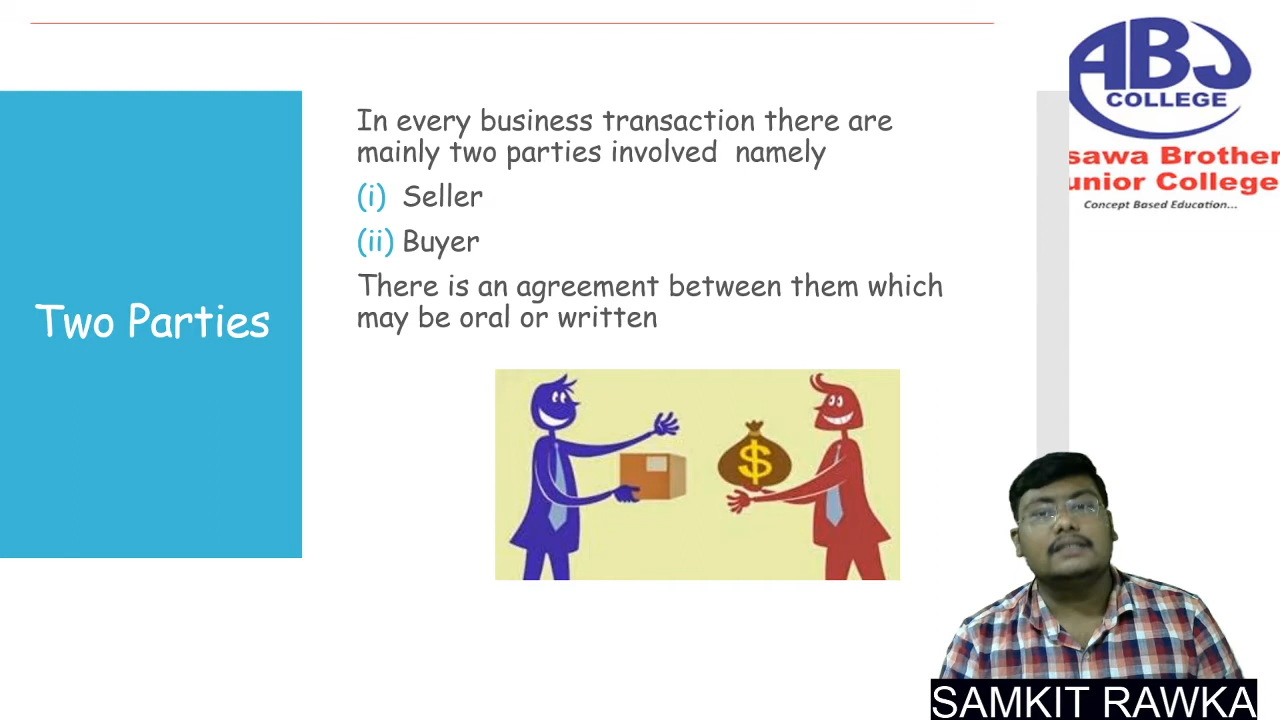 ABJ
COLLEGE
sawa Brother
unior College
Concept Based Education...
Two Parties
In every business transaction there are
mainly two parties involved namely
(i) Seller
(ii) Buyer
There is an agreement between them which
may be oral or written
$
SAMKIT RAWKA